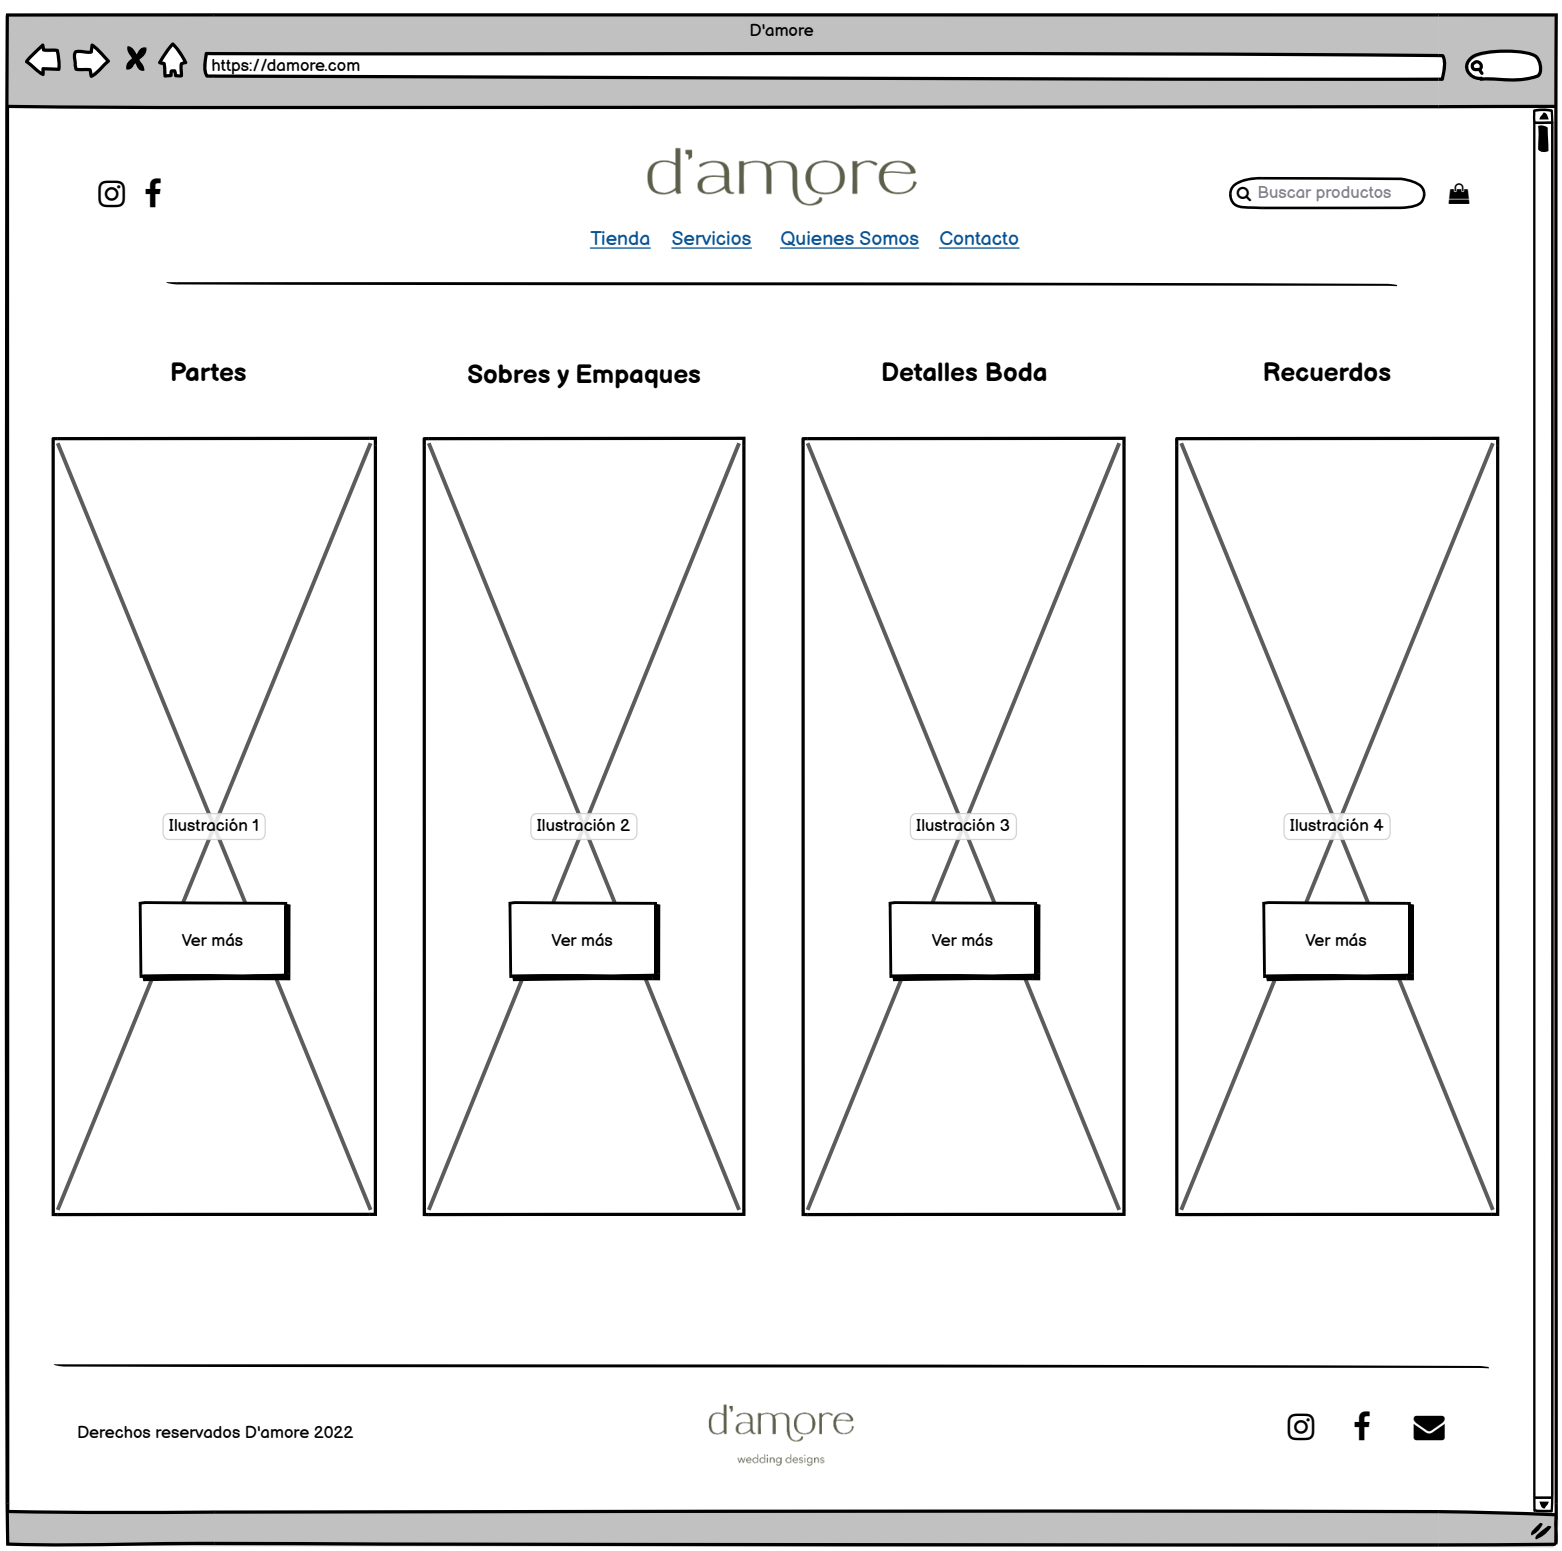 D'amore
https://damore.com
d'amore
Buscar productos
Tienda Servicios Quienes Somos Contacto
Partes Sobres y Empaques Detalles Boda Recuerdos
Ilustración 1 Ilustración 2 Ilustración 3 Ilustración 4
Ver más Ver más Ver más Ver más
Derechos reservados D'amore 2022
d'amore
wedding designs